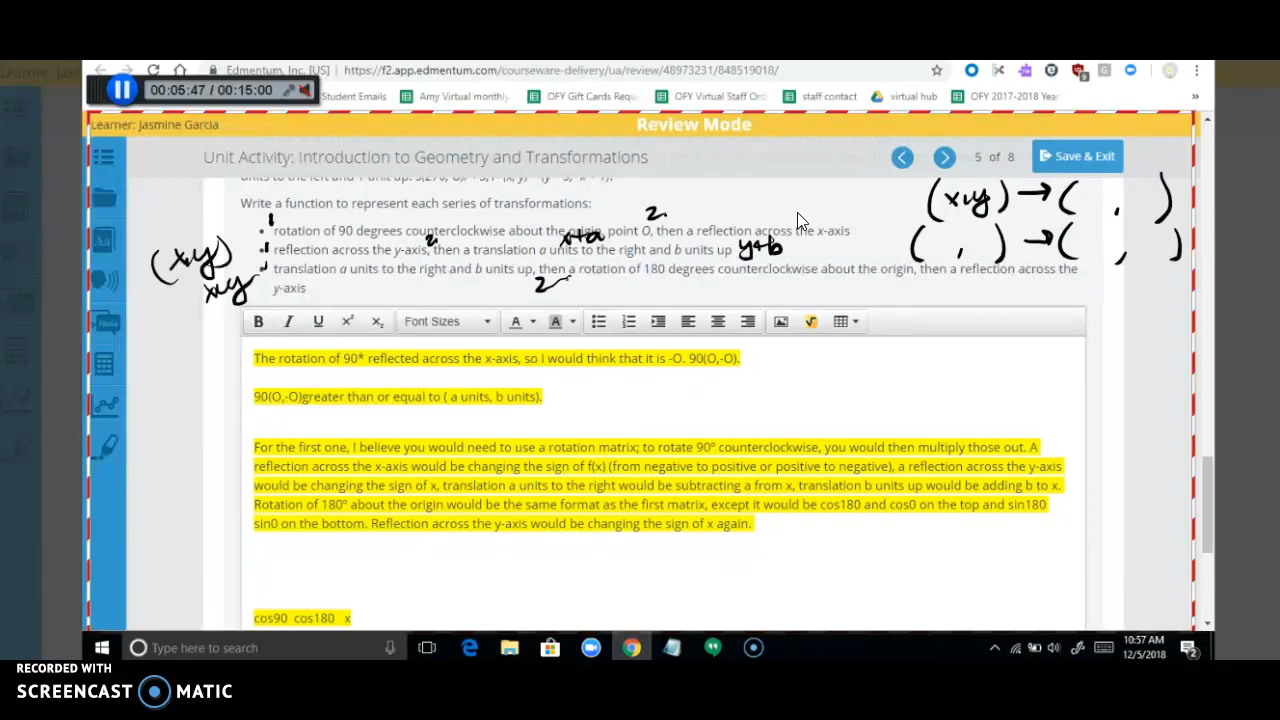 Edmentum, Inc. [US] | https://f2.app.edmentum.com/courseware-delivery/ua/review/48973231/848519018/
00:05:47 / 00:15:00
Student Emails Amy Virtual monthly OFY Gift Cards Requ OFY Virtual Staff Ord staff contact virtual hub OFY 2017-2018 Year »
Learner: Jasmine Garcia Review Mode
Unit Activity: Introduction to Geometry and Transformations 5 of 8 Save & Exit
(x,y) → ( , )
( , ) → ( , )
Write a function to represent each series of transformations:
1 2
• rotation of 90 degrees counterclockwise about the origin, point O, then a reflection across the x-axis
(x,y) 1 2 x+a y+b
• reflection across the y-axis, then a translation a units to the right and b units up
x,y 1 2
• translation a units to the right and b units up, then a rotation of 180 degrees counterclockwise about the origin, then a reflection across the
y-axis
B I U x² x₂ Font Sizes A A
The rotation of 90* reflected across the x-axis, so I would think that it is -O. 90(O,-O).
90(O,-O)greater than or equal to ( a units, b units).
For the first one, I believe you would need to use a rotation matrix; to rotate 90º counterclockwise, you would then multiply those out. A
reflection across the x-axis would be changing the sign of f(x) (from negative to positive or positive to negative), a reflection across the y-axis
would be changing the sign of x, translation a units to the right would be subtracting a from x, translation b units up would be adding b to x.
Rotation of 180º about the origin would be the same format as the first matrix, except it would be cos180 and cos0 on the top and sin180
sin0 on the bottom. Reflection across the y-axis would be changing the sign of x again.
cos90 cos180 x
Type here to search
10:57 AM
12/5/2018
RECORDED WITH
SCREENCAST MATIC